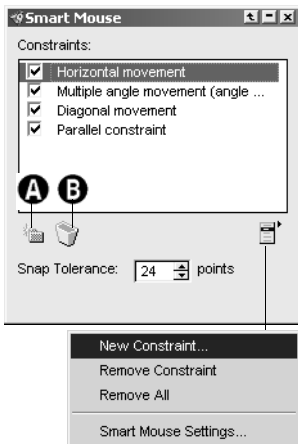 Smart Mouse
Constraints:
Horizontal movement
Multiple angle movement (angle ...
Diagonal movement
Parallel constraint
A B
Snap Tolerance: 24 points
New Constraint...
Remove Constraint
Remove All
Smart Mouse Settings...